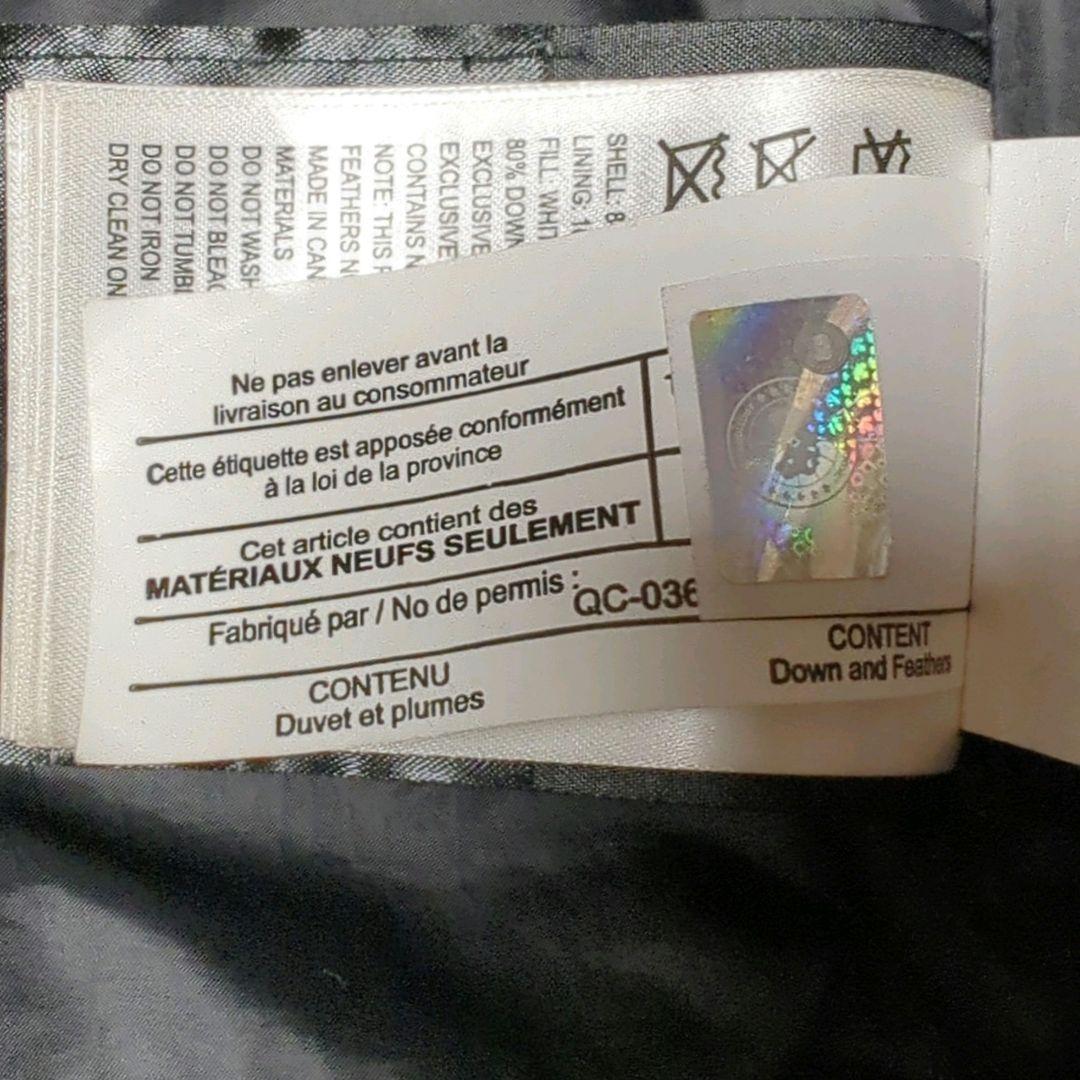 SHELL: 8
LINING: 1
FILL WHIT
80% DOWN
EXCLUSIVE
EXCLUSIVE
CONTAINS N
NOTE: THIS
FEATHERS N
MADE IN CAN
MATERIALS
DO NOT WASH
DO NOT BLEAC
DO NOT TUMBL
DO NOT IRON
DRY CLEAN ON
Ne pas enlever avant la
livraison au consommateur
Cette étiquette est apposée conformément
à la loi de la province
Cet article contient des
MATÉRIAUX NEUFS SEULEMENT
Fabriqué par / No de permis :
QC-036
CONTENU
Duvet et plumes
CONTENT
Down and Feathers